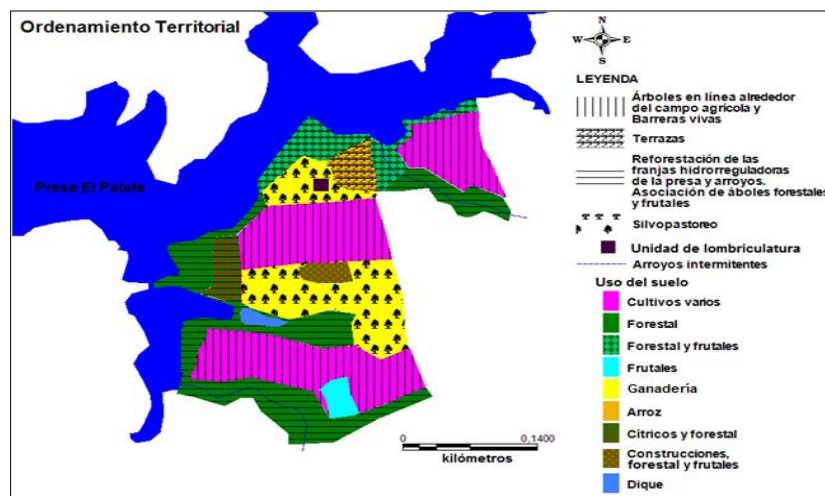 Ordenamiento Territorial
N
W E
S
LEYENDA
Árboles en línea alrededor
del campo agrícola y
Barreras vivas
Terrazas
Reforestación de las
franjas hidrorreguladoras
de la presa y arroyos.
Asociación de áboles forestales
y frutales
Silvopastoreo
Unidad de lombricultura
Arroyos intermitentes
Uso del suelo
Cultivos varios
Forestal
Forestal y frutales
Frutales
Ganadería
Arroz
Cítricos y forestal
Construcciones,
forestal y frutales
Dique
Presa El Patate
0 0,1400
kilómetros